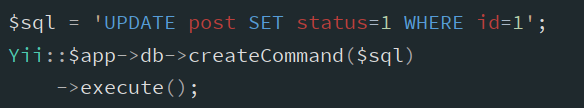 $sql = 'UPDATE post SET status=1 WHERE id=1';
Yii::$app->db->createCommand($sql)
    ->execute();